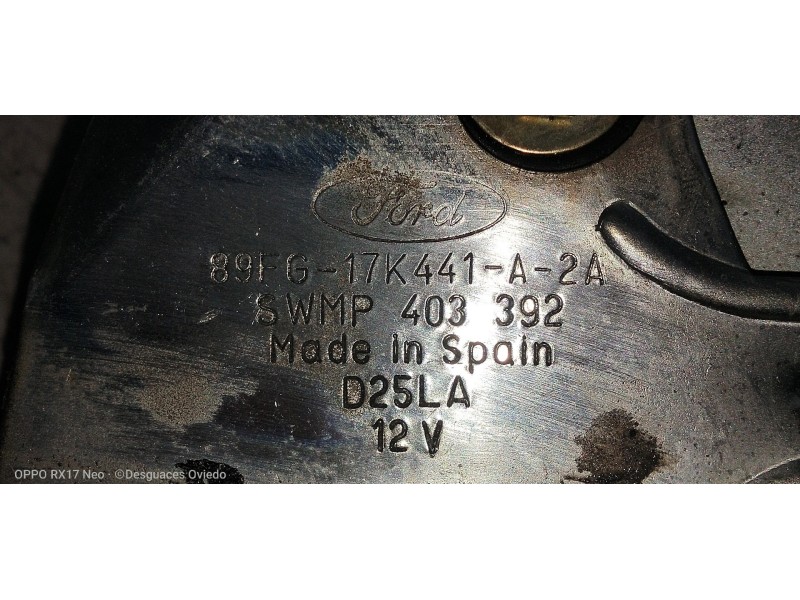 Ford
89FG-17K441-A-2A
SWMP 403 392
Made in Spain
D25LA
12 V
OPPO RX17 Neo · ©Desguaces Oviedo